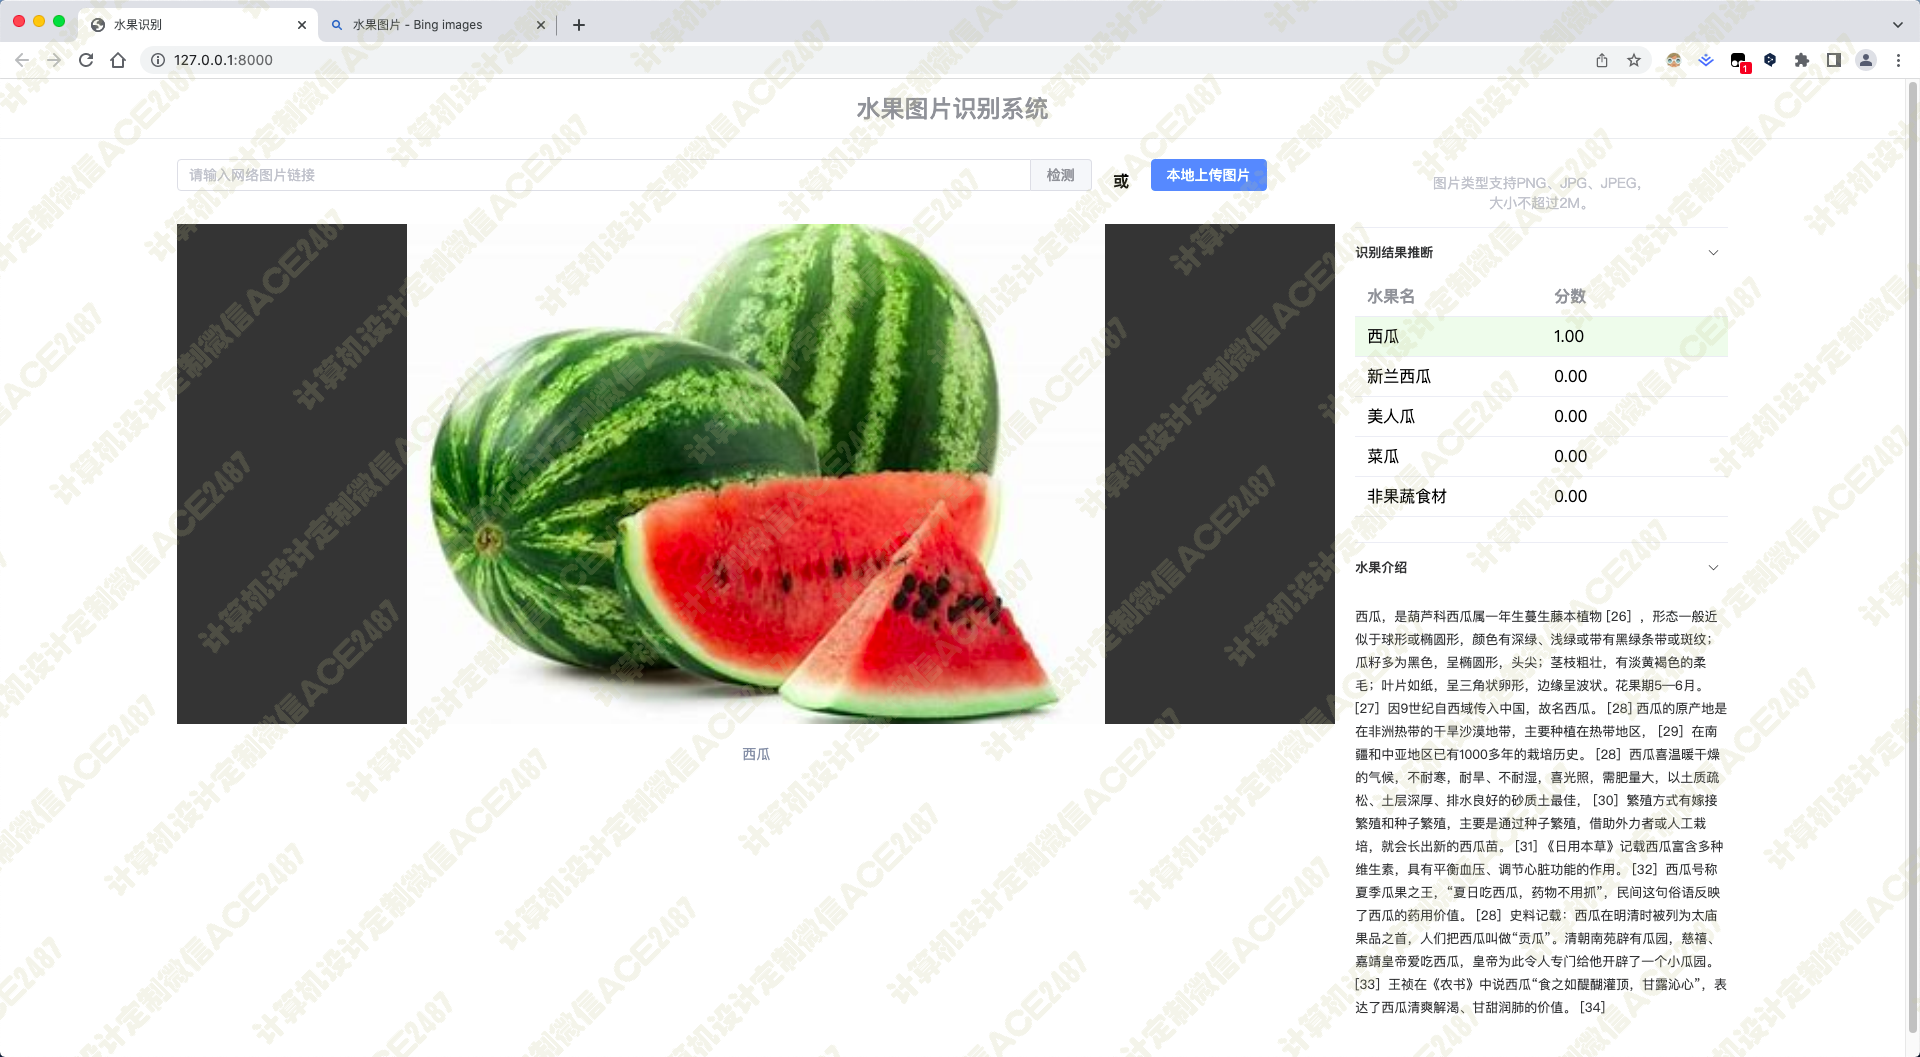 水果识别
水果图片 - Bing images
127.0.0.1:8000
1
水果图片识别系统
请输入网络图片链接
检测
或
本地上传图片
图片类型支持PNG、JPG、JPEG,
大小不超过2M。
识别结果推断
水果名 分数
西瓜 1.00
新兰西瓜 0.00
美人瓜 0.00
菜瓜 0.00
非果蔬食材 0.00
西瓜
水果介绍
西瓜，是葫芦科西瓜属一年生蔓生藤本植物 [26] ，形态一般近
似于球形或椭圆形，颜色有深绿、浅绿或带有黑绿条带或斑纹；
瓜籽多为黑色，呈椭圆形，头尖；茎枝粗壮，有淡黄褐色的柔
毛；叶片如纸，呈三角状卵形，边缘呈波状。花果期5—6月。
[27] 因9世纪自西域传入中国，故名西瓜。 [28] 西瓜的原产地是
在非洲热带的干旱沙漠地带，主要种植在热带地区， [29] 在南
疆和中亚地区已有1000多年的栽培历史。 [28] 西瓜喜温暖干燥
的气候，不耐寒，耐旱、不耐湿，喜光照，需肥量大，以土质疏
松、土层深厚、排水良好的砂质土最佳， [30] 繁殖方式有嫁接
繁殖和种子繁殖，主要是通过种子繁殖，借助外力者或人工栽
培，就会长出新的西瓜苗。 [31] 《日用本草》记载西瓜富含多种
维生素，具有平衡血压、调节心脏功能的作用。 [32] 西瓜号称
夏季瓜果之王，“夏日吃西瓜，药物不用抓”，民间这句俗语反映
了西瓜的药用价值。 [28] 史料记载：西瓜在明清时被列为太庙
果品之首，人们把西瓜叫做“贡瓜”。清朝南苑辟有瓜园，慈禧、
嘉靖皇帝爱吃西瓜，皇帝为此令人专门给他开辟了一个小瓜园。
[33] 王祯在《农书》中说西瓜“食之如醍醐灌顶，甘露沁心”，表
达了西瓜清爽解渴、甘甜润肺的价值。 [34]
计算机设计定制微信ACE2487